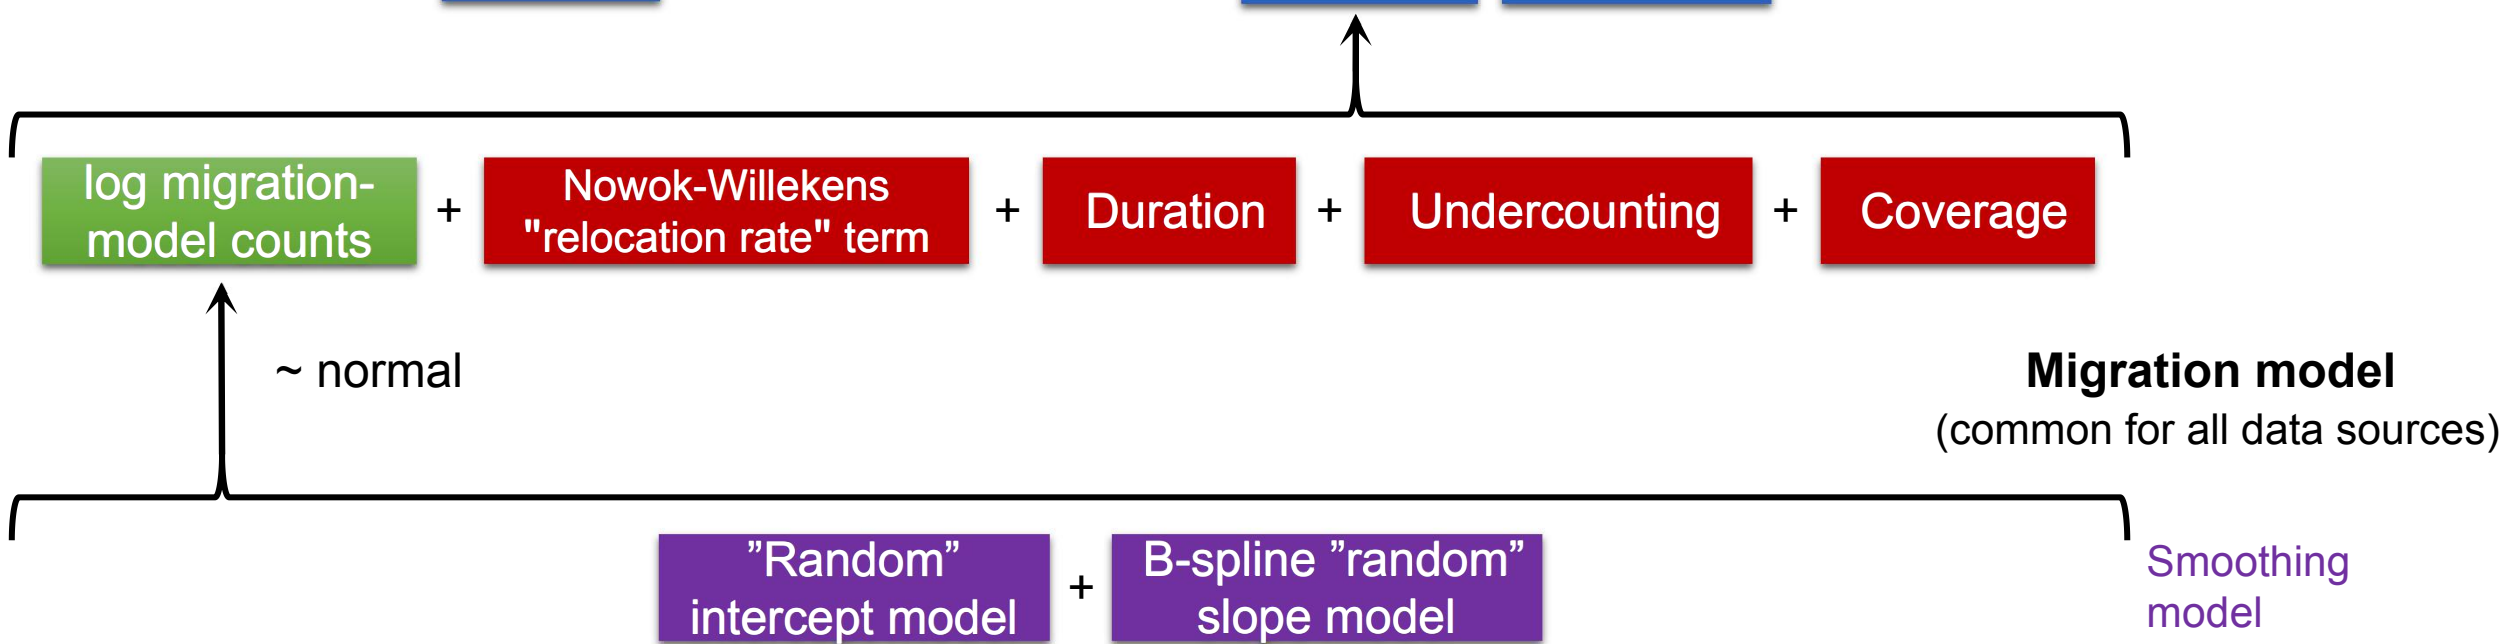 log migration-
model counts
+
Nowok-Willekens
"relocation rate" term
+
Duration
+
Undercounting
+
Coverage
~ normal
Migration model
(common for all data sources)
”Random”
intercept model
+
B-spline ”random”
slope model
Smoothing
model